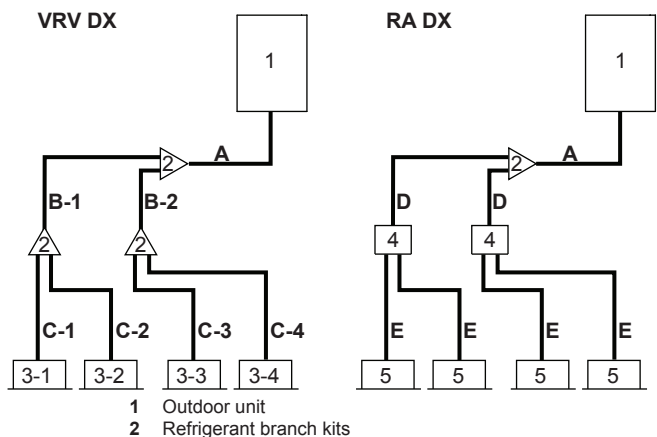 VRV DX RA DX
1 1
2 A 2 A
B-1 B-2 D D
2 2 4 4
C-1 C-2 C-3 C-4 E E E E
3-1 3-2 3-3 3-4 5 5 5 5
1 Outdoor unit
2 Refrigerant branch kits